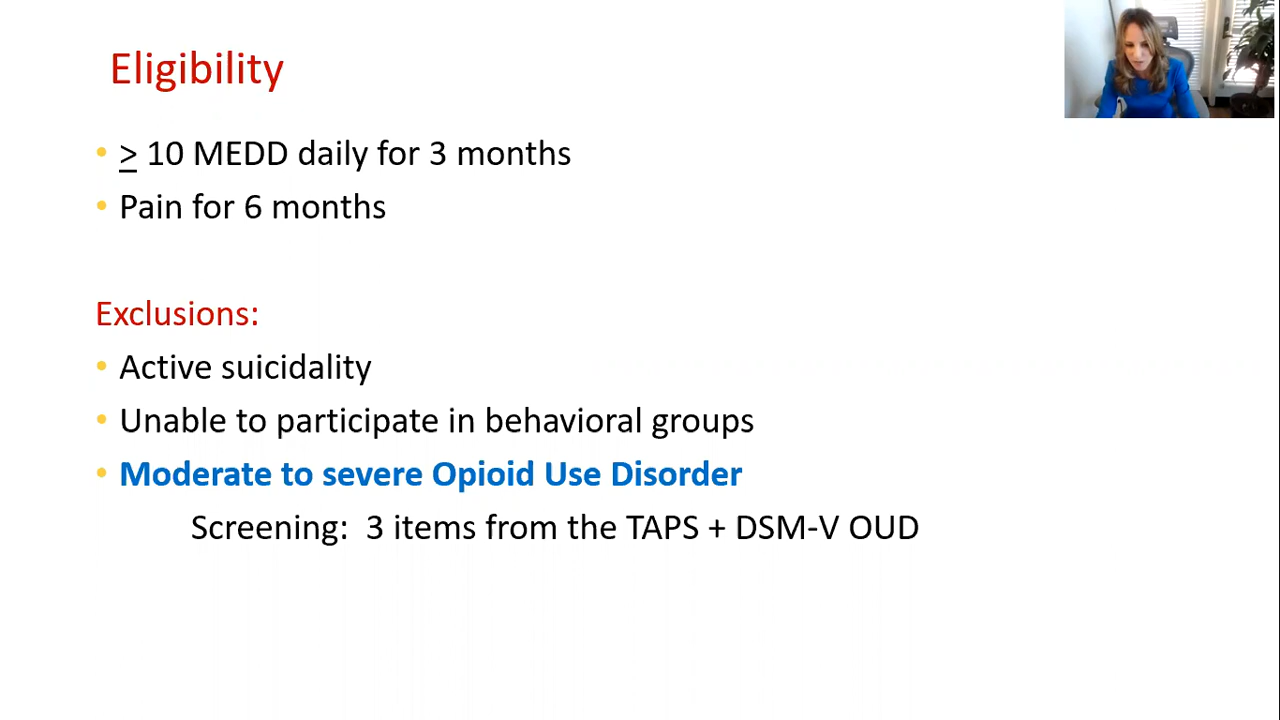 Eligibility
• > 10 MEDD daily for 3 months
• Pain for 6 months
Exclusions:
• Active suicidality
• Unable to participate in behavioral groups
• Moderate to severe Opioid Use Disorder
Screening: 3 items from the TAPS + DSM-V OUD